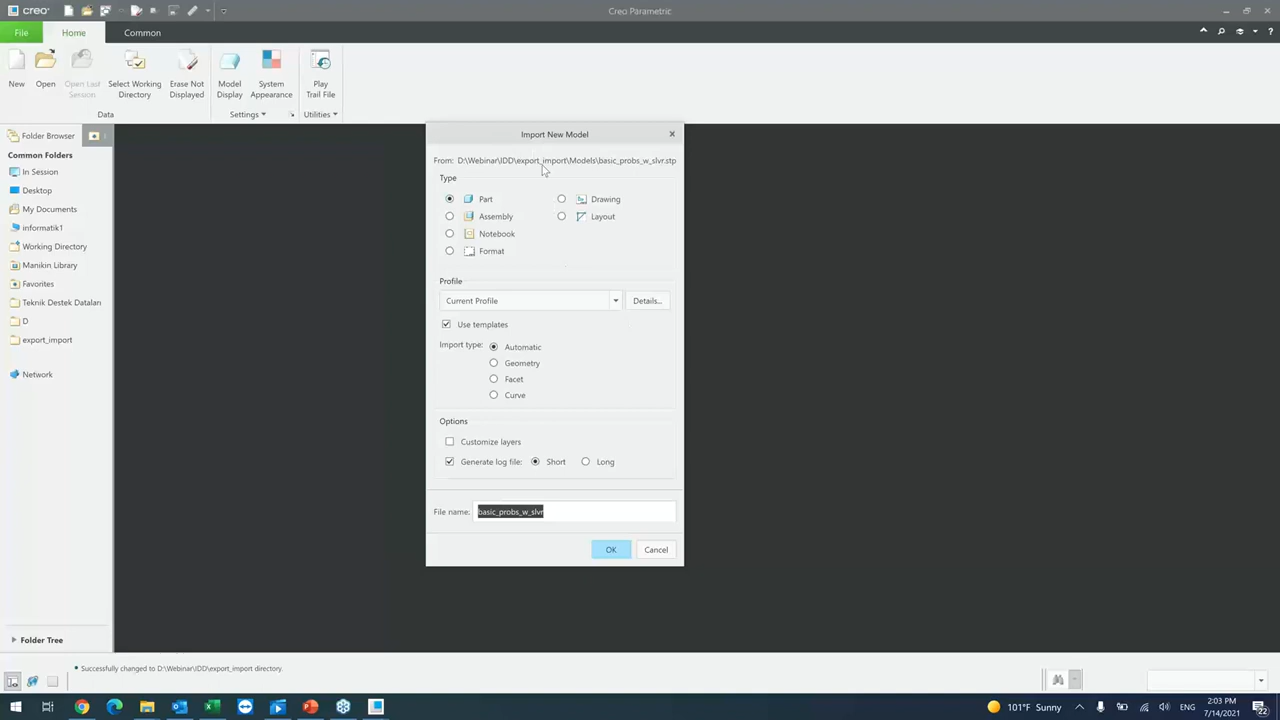 creo
Creo Parametric
File
Home
Common
New
Open
Open Last Session
Select Working Directory
Erase Not Displayed
Model Display
System Appearance
Play Trail File
Data
Settings
Utilities
Folder Browser
Common Folders
In Session
Desktop
My Documents
informatik1
Working Directory
Manikin Library
Favorites
Teknik Destek Dataları
D
export_import
Network
Folder Tree
Import New Model
From: D:\Webinar\IDD\export_import\Models\basic_probs_w_slvr.stp
Type
Part
Drawing
Assembly
Layout
Notebook
Format
Profile
Current Profile
Details...
Use templates
Import type:
Automatic
Geometry
Facet
Curve
Options
Customize layers
Generate log file:
Short
Long
File name:
basic_probs_w_slvr
OK
Cancel
Successfully changed to D:\Webinar\IDD\export_import directory.
101°F Sunny
ENG
2:03 PM
7/14/2021
22